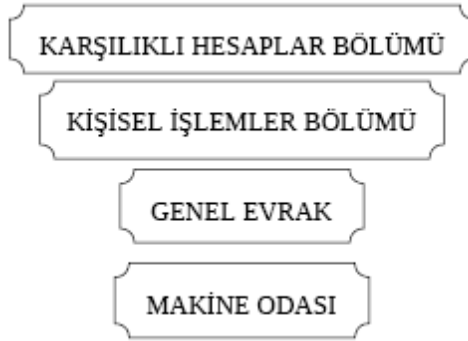 KARŞILIKLI HESAPLAR BÖLÜMÜ
KİŞİSEL İŞLEMLER BÖLÜMÜ
GENEL EVRAK
MAKİNE ODASI